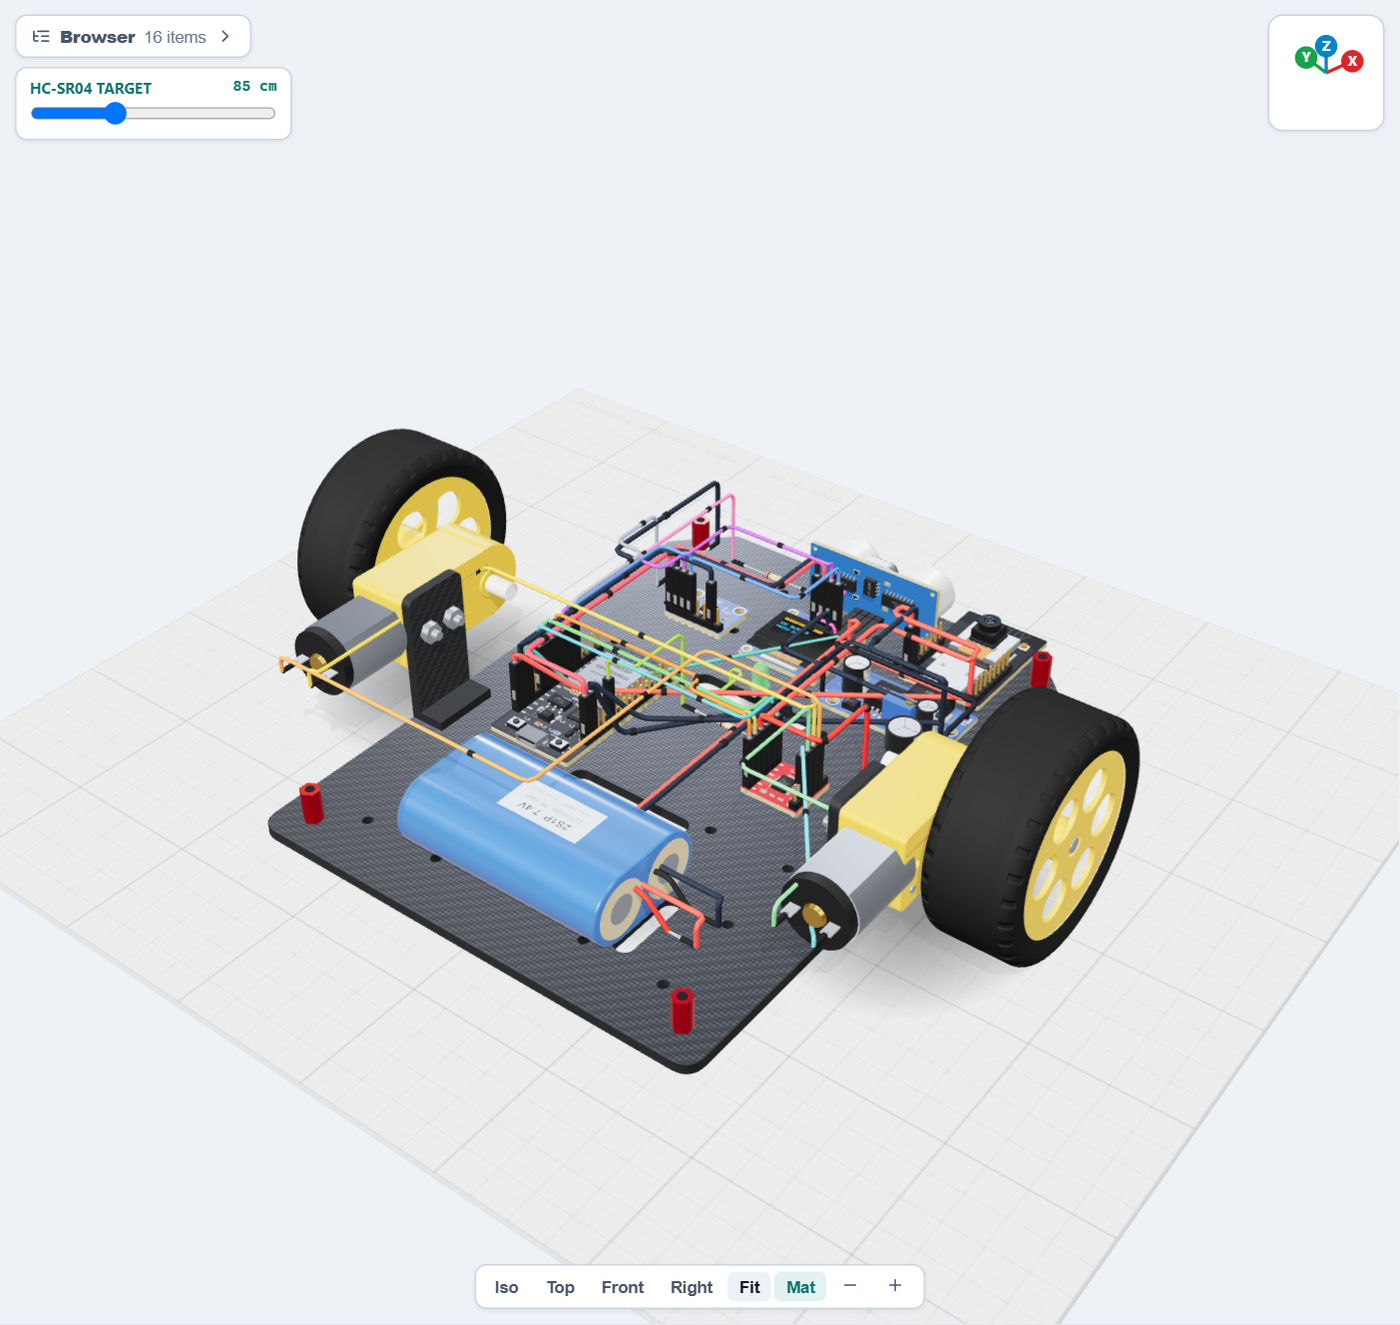 Browser 16 items
HC-SR04 TARGET 85 cm
Z
Y
X
2S1P 7.4V
Iso Top Front Right Fit Mat − +